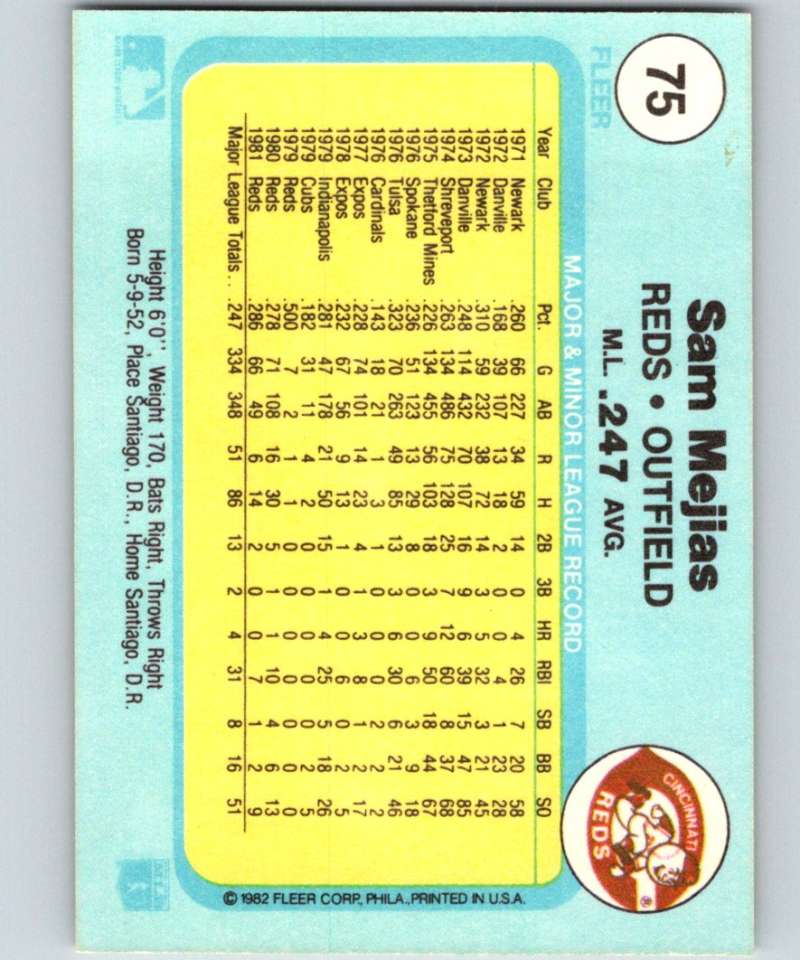 75
FLEER
Sam Mejias
REDS • OUTFIELD
M.L. .247 AVG.
CINCINNATI
REDS
®
MAJOR & MINOR LEAGUE RECORD
Year Club Pct. G AB R H 2B 3B HR RBI SB BB SO
1971 Newark .260 66 227 34 59 14 0 4 26 7 20 58
1972 Danville .168 39 107 13 18 2 0 0 4 1 23 28
1972 Newark .310 59 232 38 72 14 3 5 32 3 21 45
1973 Danville .248 114 432 70 107 16 9 6 39 15 47 85
1974 Shreveport .263 134 486 75 128 25 7 12 60 8 37 68
1975 Thetford Mines .226 134 455 56 103 18 3 9 50 18 44 67
1976 Spokane .236 51 123 13 29 8 0 0 6 3 9 18
1976 Tulsa .323 70 263 49 85 13 3 6 30 6 21 46
1976 Cardinals .143 18 21 1 3 1 0 0 0 2 2 2
1977 Expos .228 74 101 14 23 4 1 3 8 1 2 17
1978 Expos .232 67 56 9 13 1 0 0 6 0 2 5
1979 Indianapolis .281 47 178 21 50 15 1 4 25 5 18 26
1979 Cubs .182 31 11 4 2 0 0 0 0 0 2 5
1979 Reds .500 7 2 1 1 0 0 0 0 0 0 0
1980 Reds .278 71 108 16 30 5 1 1 10 4 6 13
1981 Reds .286 66 49 6 14 2 0 0 7 1 2 9
Major League Totals . . .247 334 348 51 86 13 2 4 31 8 16 51
© 1982 FLEER CORP., PHILA., PRINTED IN U.S.A.
Height 6'0'', Weight 170, Bats Right, Throws Right
Born 5-9-52, Place Santiago, D.R., Home Santiago, D.R.